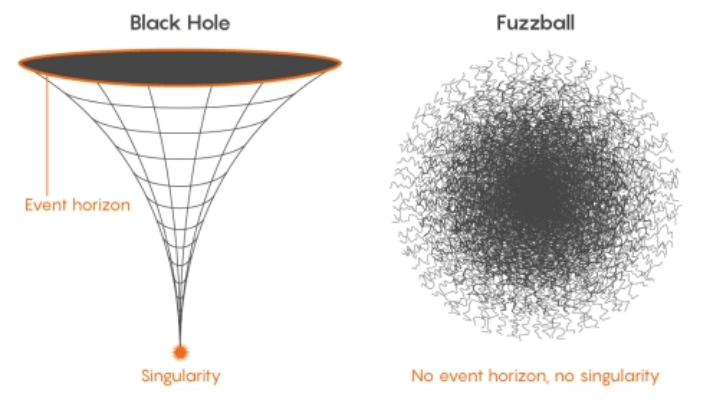 Black Hole
Fuzzball
Event horizon
Singularity
No event horizon, no singularity